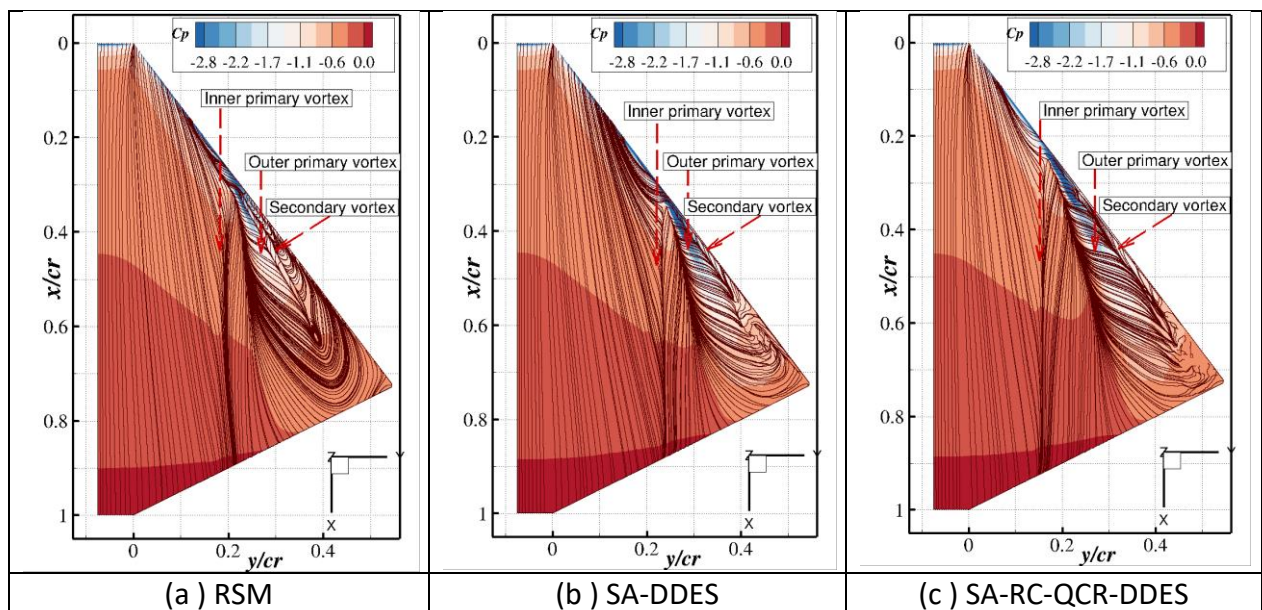 Cp
-2.8 -2.2 -1.7 -1.1 -0.6 0.0
Inner primary vortex
Outer primary vortex
Secondary vortex
0
0.2
0.4
0.6
0.8
1
x/cr
0 0.2 0.4
y/cr
Z
Y
X
(a ) RSM
Cp
-2.8 -2.2 -1.7 -1.1 -0.6 0.0
Inner primary vortex
Outer primary vortex
Secondary vortex
0
0.2
0.4
0.6
0.8
1
x/cr
0 0.2 0.4
y/cr
Z
Y
X
(b ) SA-DDES
Cp
-2.8 -2.2 -1.7 -1.1 -0.6 0.0
Inner primary vortex
Outer primary vortex
Secondary vortex
0
0.2
0.4
0.6
0.8
1
x/cr
0 0.2 0.4
y/cr
Z
Y
X
(c ) SA-RC-QCR-DDES